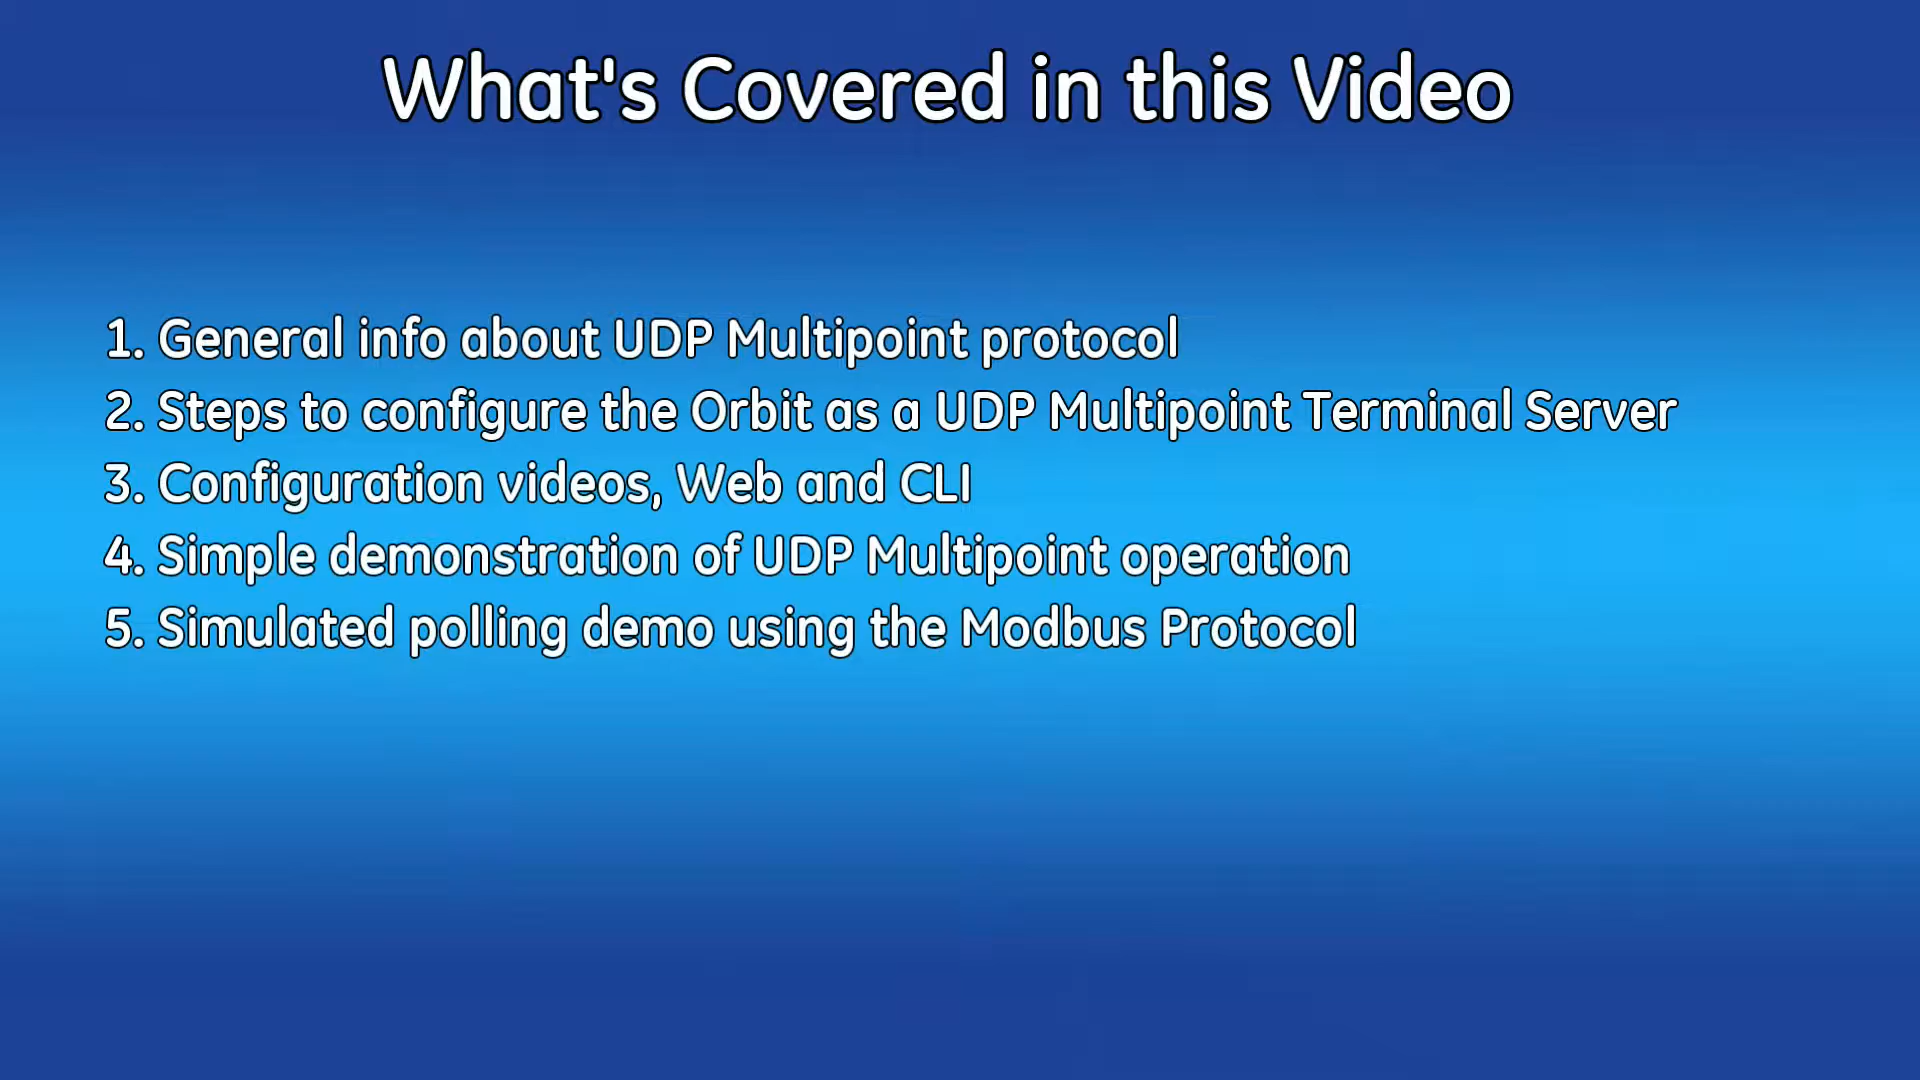 What's Covered in this Video
1. General info about UDP Multipoint protocol
2. Steps to configure the Orbit as a UDP Multipoint Terminal Server
3. Configuration videos, Web and CLI
4. Simple demonstration of UDP Multipoint operation
5. Simulated polling demo using the Modbus Protocol